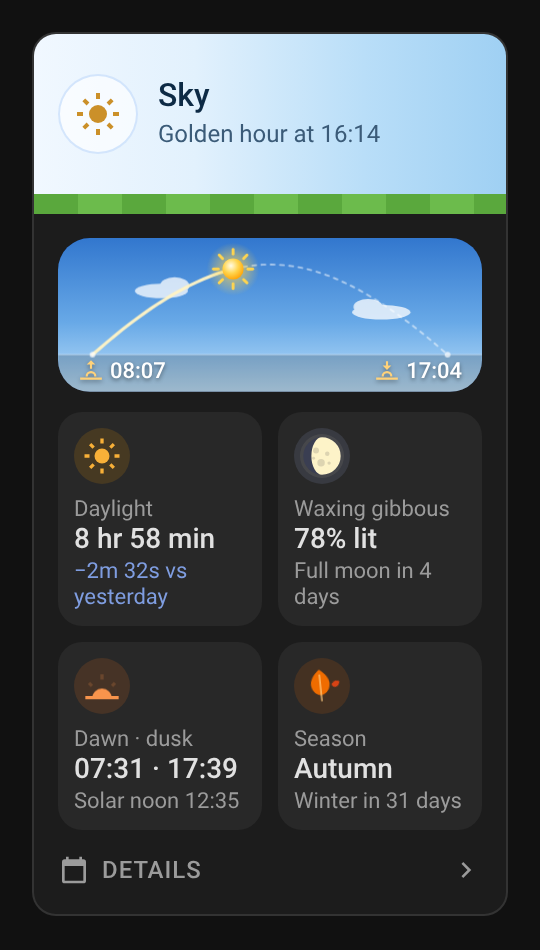 Sky
Golden hour at 16:14
08:07
17:04
Daylight
8 hr 58 min
−2m 32s vs
yesterday
Waxing gibbous
78% lit
Full moon in 4
days
Dawn · dusk
07:31 · 17:39
Solar noon 12:35
Season
Autumn
Winter in 31 days
DETAILS